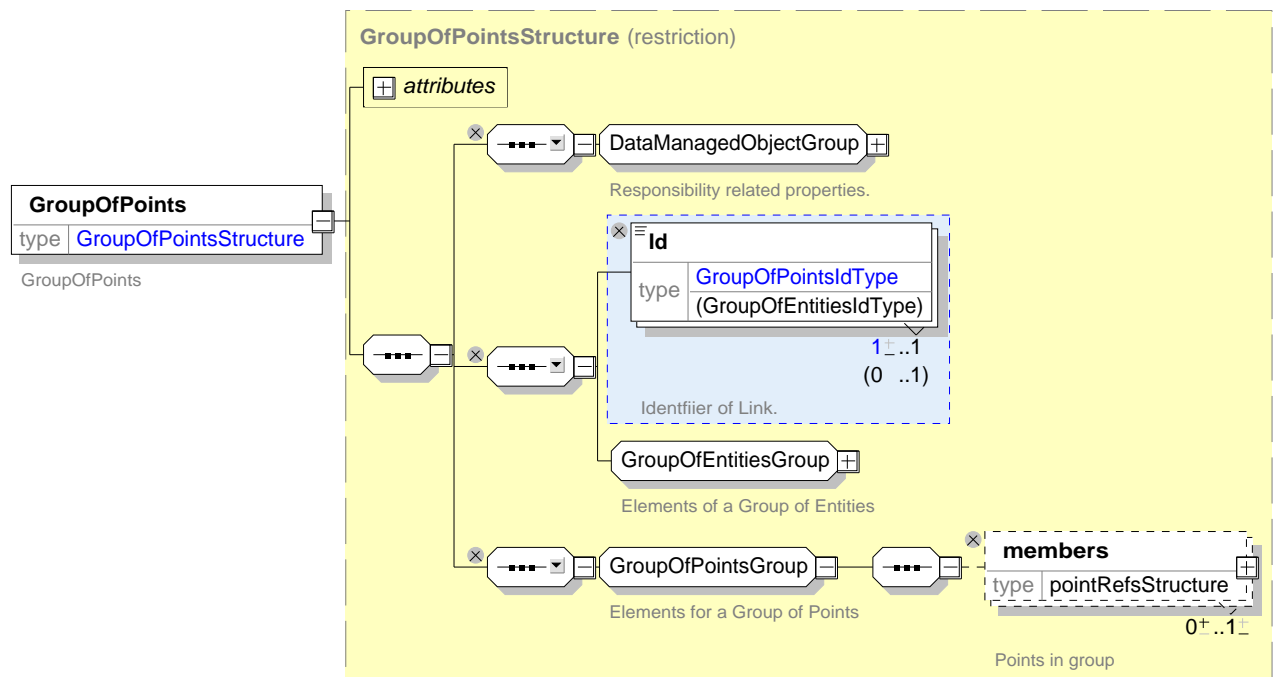 GroupOfPointsStructure (restriction)
attributes
DataManagedObjectGroup
Responsibility related properties.
GroupOfPoints
type GroupOfPointsStructure
GroupOfPoints
Id
type GroupOfPointsIdType
(GroupOfEntitiesIdType)
1±..1
(0 ..1)
Identfiier of Link.
GroupOfEntitiesGroup
Elements of a Group of Entities
GroupOfPointsGroup
Elements for a Group of Points
members
type pointRefsStructure
0±..1±
Points in group